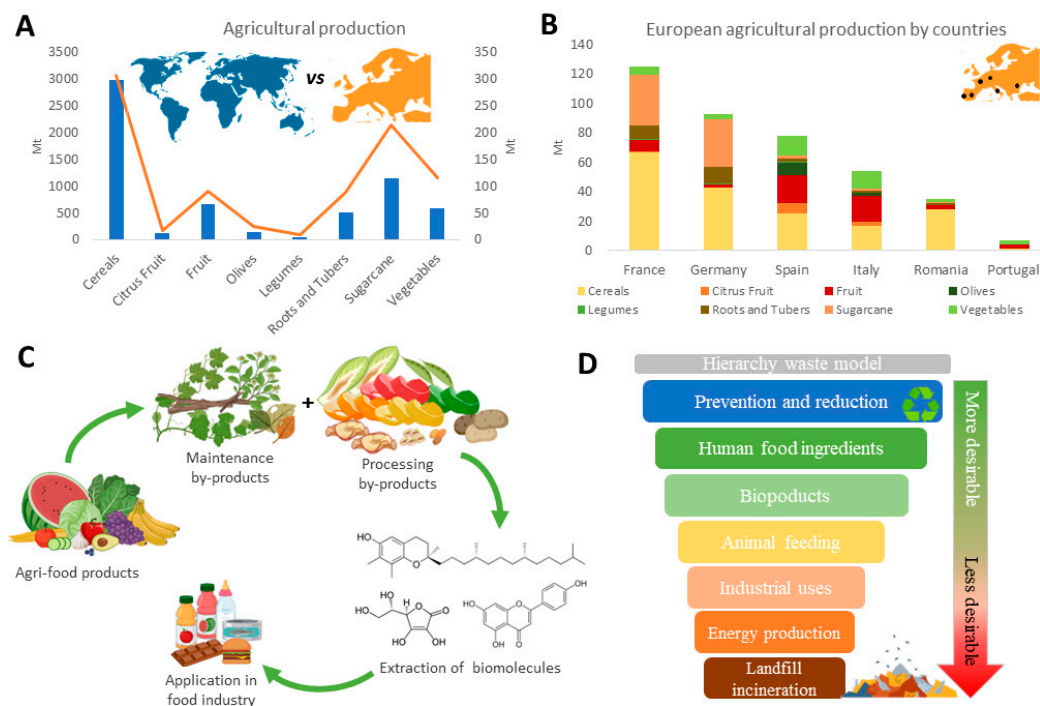 A
Agricultural production
3500
3000
2500
2000
1500
1000
500
0
Mt
vs
350
300
250
200
150
100
50
0
Mt
Cereals
Citrus Fruit
Fruit
Olives
Legumes
Roots and Tubers
Sugarcane
Vegetables
B
European agricultural production by countries
140
120
100
80
60
40
20
0
Mt
France
Germany
Spain
Italy
Romania
Portugal
Cereals
Citrus Fruit
Fruit
Olives
Legumes
Roots and Tubers
Sugarcane
Vegetables
C
+
Maintenance
by-products
Processing
by-products
Agri-food products
HO
O
HO
HO
O
O
HO
OH
HO
O
OH
OH
O
Extraction of biomolecules
Application in
food industry
D
Hierarchy waste model
Prevention and reduction
Human food ingredients
Biopoducts
Animal feeding
Industrial uses
Energy production
Landfill
incineration
More desirable
Less desirable